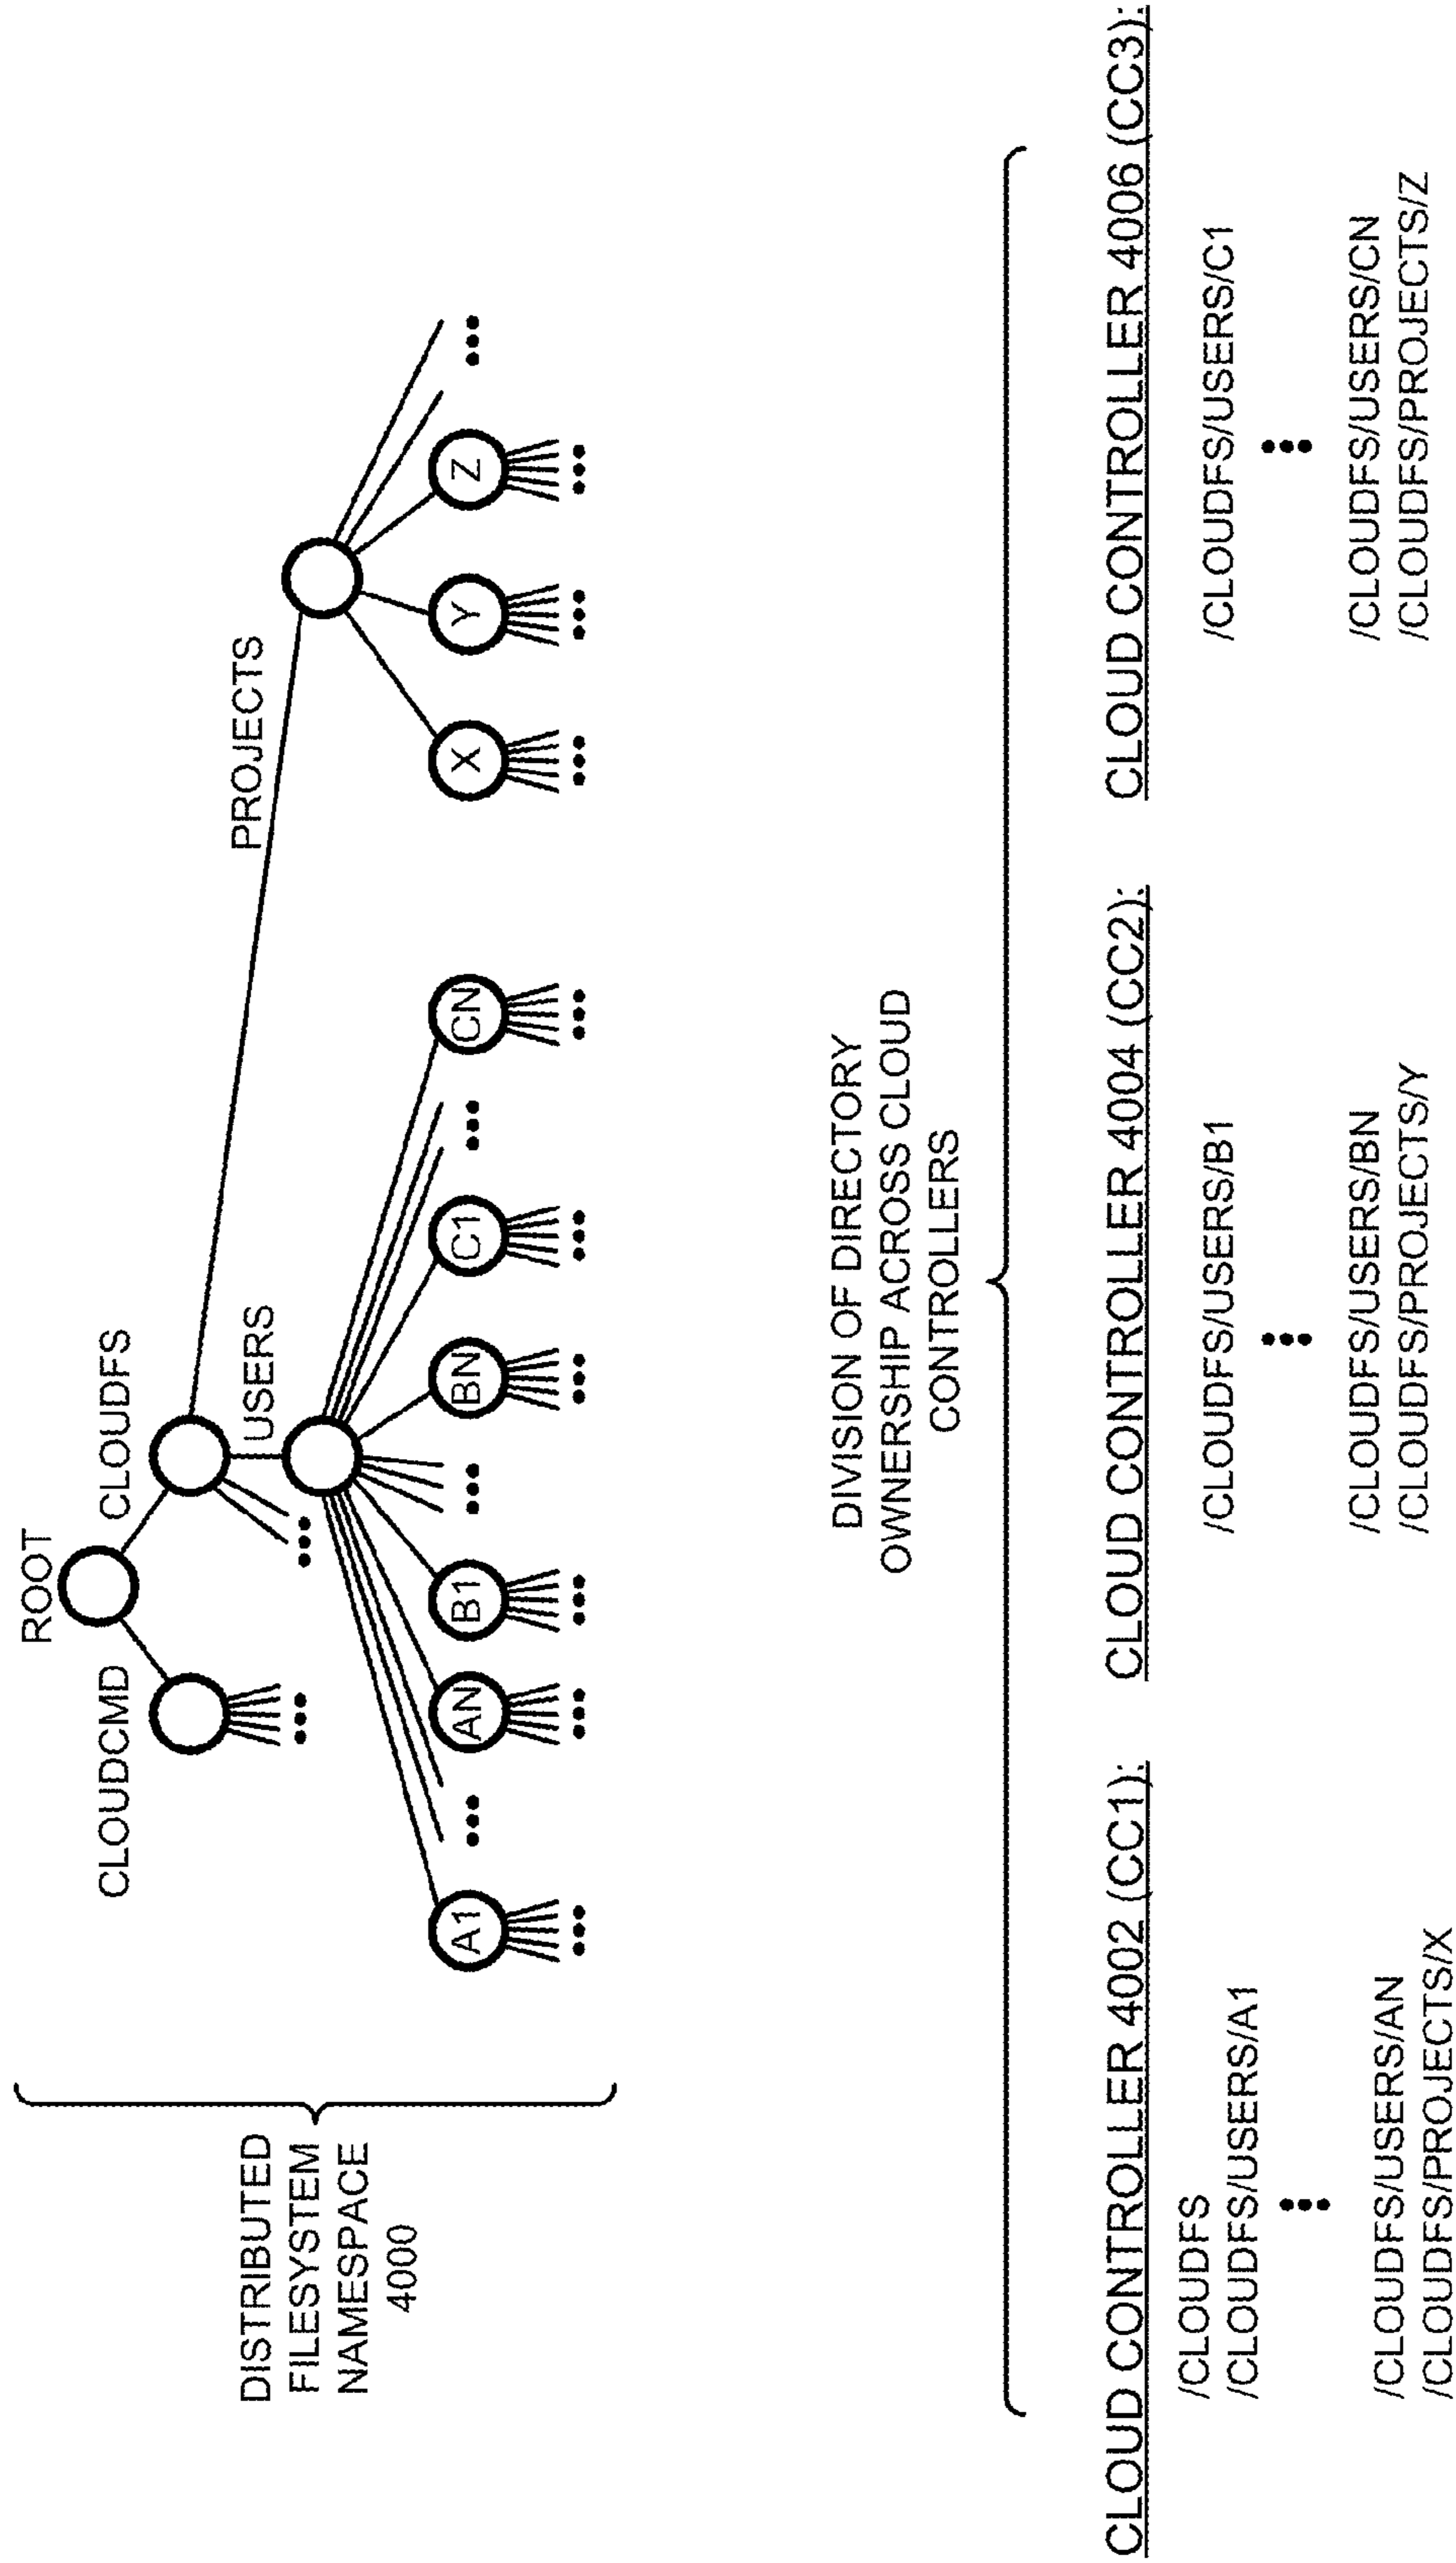 ROOT
CLOUDCMD
CLOUDFS
USERS
PROJECTS
DISTRIBUTED
FILESYSTEM
NAMESPACE
4000
A1
•••
AN
B1
•••
BN
C1
•••
CN
X
Y
Z
•••
DIVISION OF DIRECTORY
OWNERSHIP ACROSS CLOUD
CONTROLLERS
CLOUD CONTROLLER 4002 (CC1):
/CLOUDFS
/CLOUDFS/USERS/A1
•••
/CLOUDFS/USERS/AN
/CLOUDFS/PROJECTS/X
CLOUD CONTROLLER 4004 (CC2):
/CLOUDFS/USERS/B1
•••
/CLOUDFS/USERS/BN
/CLOUDFS/PROJECTS/Y
CLOUD CONTROLLER 4006 (CC3):
/CLOUDFS/USERS/C1
•••
/CLOUDFS/USERS/CN
/CLOUDFS/PROJECTS/Z